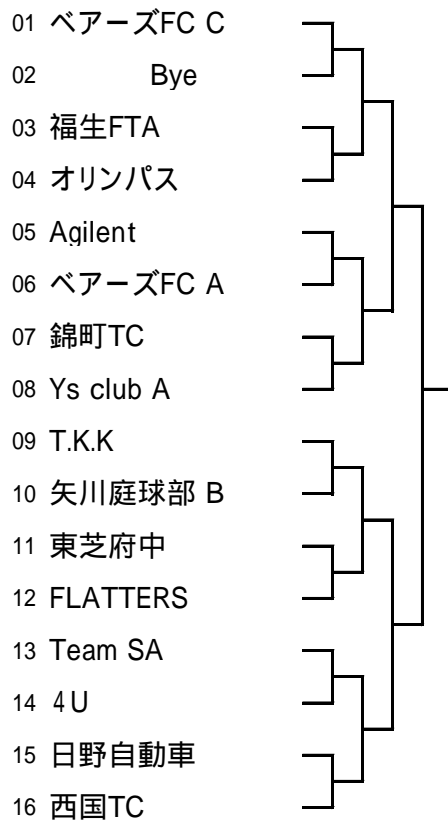 01 ベアーズFC C
02 Bye
03 福生FTA
04 オリンパス
05 Agilent
06 ベアーズFC A
07 錦町TC
08 Ys club A
09 T.K.K
10 矢川庭球部 B
11 東芝府中
12 FLATTERS
13 Team SA
14 4U
15 日野自動車
16 西国TC